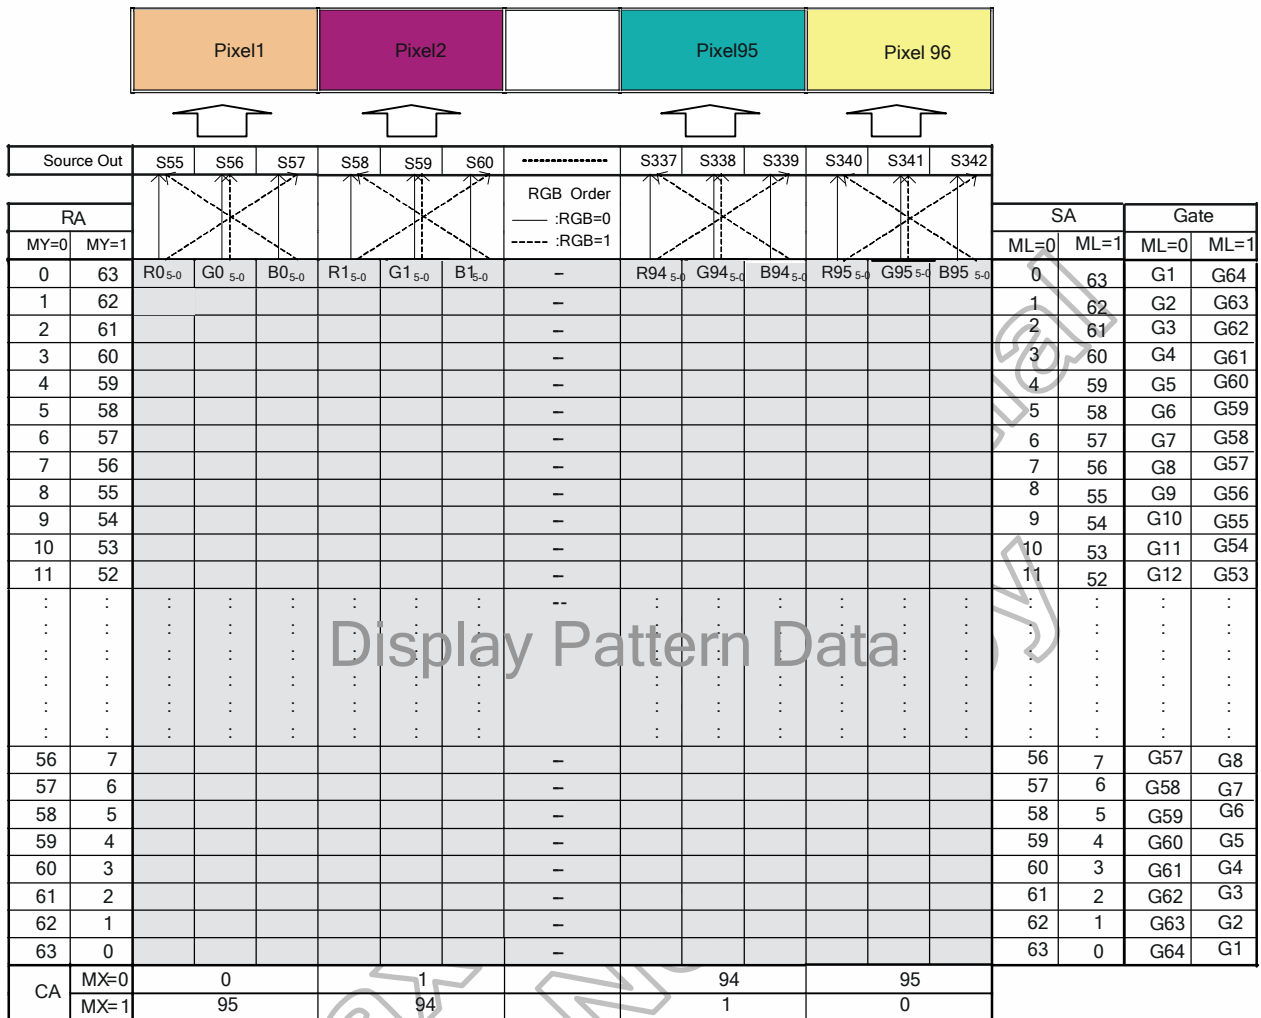 Pixel1 Pixel2 Pixel95 Pixel 96
Source Out S55 S56 S57 S58 S59 S60 --------------- S337 S338 S339 S340 S341 S342
RGB Order
:RGB=0
:RGB=1
RA SA Gate
MY=0 MY=1 ML=0 ML=1 ML=0 ML=1
0 63 R0 5-0 G0 5-0 B0 5-0 R1 5-0 G1 5-0 B1 5-0 -- R94 5-0 G94 5-0 B94 5-0 R95 5-0 G95 5-0 B95 5-0 0 63 G1 G64
1 62 -- 1 62 G2 G63
2 61 -- 2 61 G3 G62
3 60 -- 3 60 G4 G61
4 59 -- 4 59 G5 G60
5 58 -- 5 58 G6 G59
6 57 -- 6 57 G7 G58
7 56 -- 7 56 G8 G57
8 55 -- 8 55 G9 G56
9 54 -- 9 54 G10 G55
10 53 -- 10 53 G11 G54
11 52 -- 11 52 G12 G53
: : : : : : : : -- : : : : : : : : : :
: : : : : : : : : : : : : : : : : :
Display Pattern Data
: : : : : : : : : : : : : : : : : :
: : : : : : : : : : : : : : : : : :
: : : : : : : : : : : : : : : : : :
: : : : : : : : : : : : : : : : : :
56 7 -- 56 7 G57 G8
57 6 -- 57 6 G58 G7
58 5 -- 58 5 G59 G6
59 4 -- 59 4 G60 G5
60 3 -- 60 3 G61 G4
61 2 -- 61 2 G62 G3
62 1 -- 62 1 G63 G2
63 0 -- 63 0 G64 G1
CA MX=0 0 1 94 95
MX=1 95 94 1 0